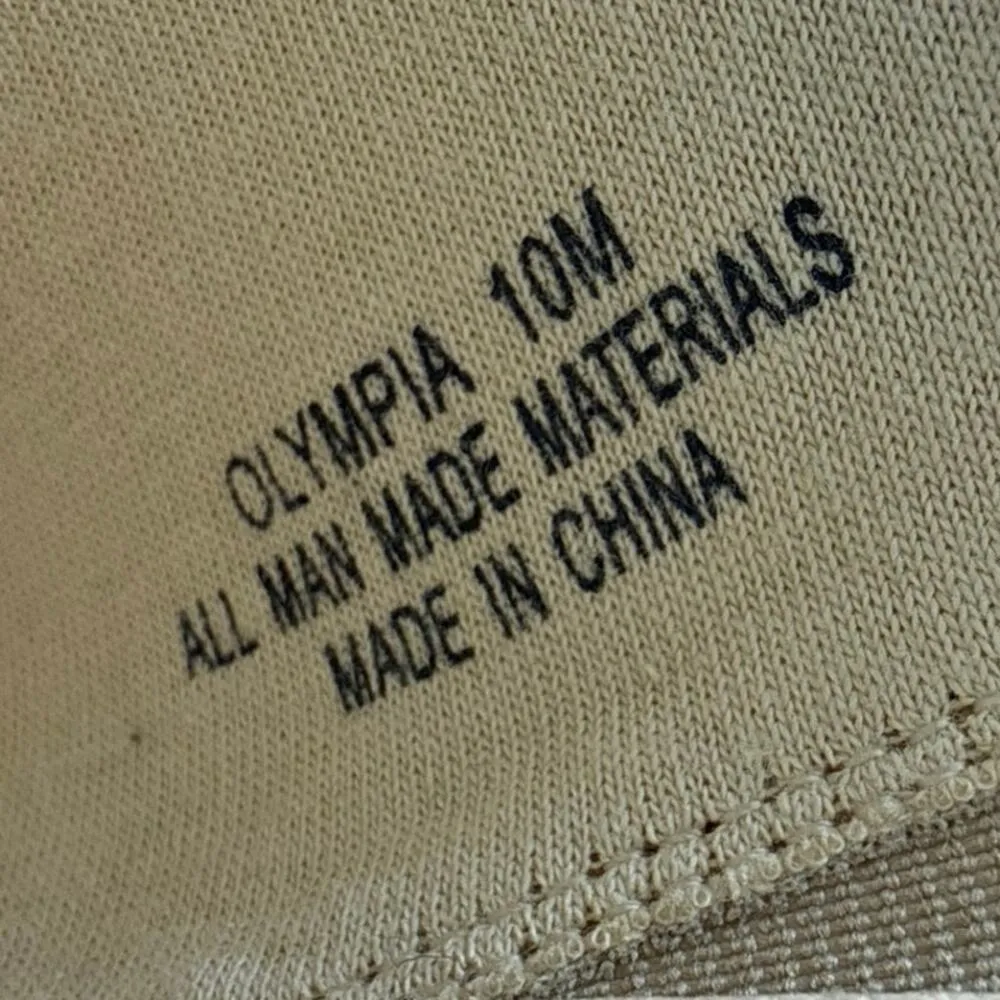 OLYMPIA 10M
ALL MAN MADE MATERIALS
MADE IN CHINA